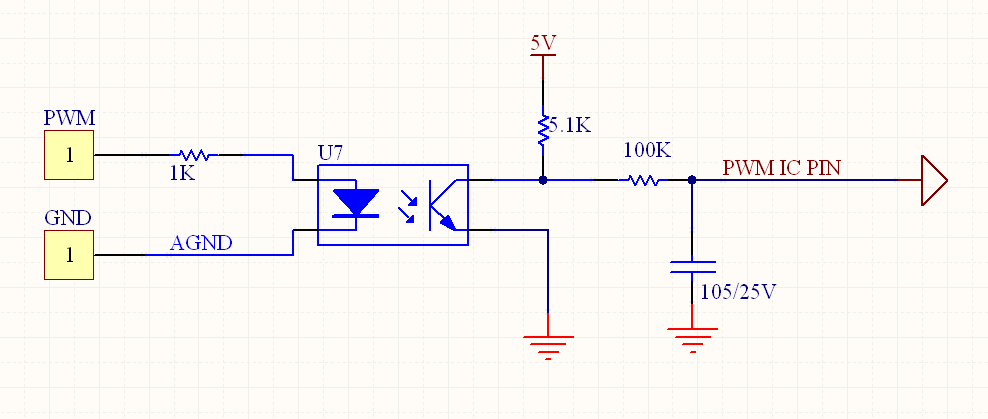 5V
PWM
5.1K
1
U7
100K
1K
PWM IC PIN
GND
1
AGND
105/25V